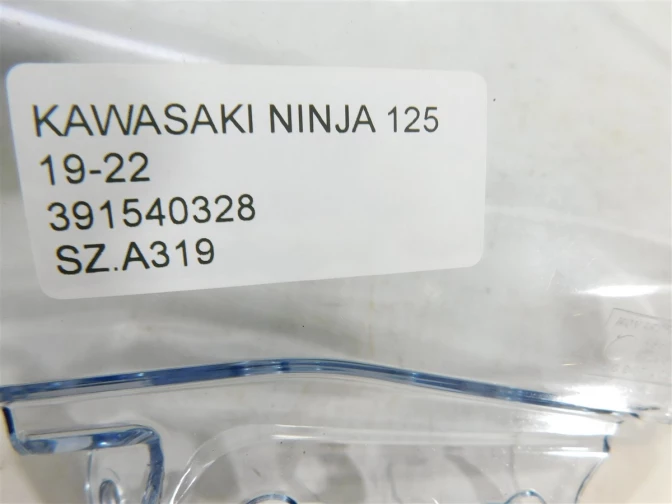 KAWASAKI NINJA 125
19-22
391540328
SZ.A319